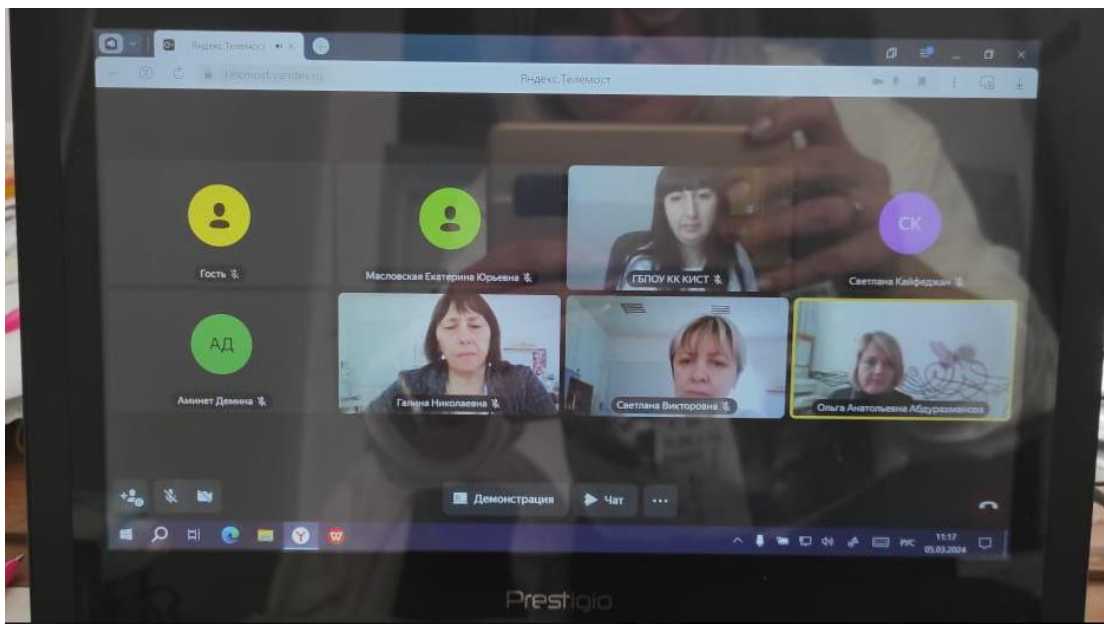 Яндекс.Телемост
telemost.yandex.ru
Яндекс.Телемост
СК
Гость
Масловская Екатерина Юрьевна
ГБПОУ КК КИСТ
Светлана Кайфеджан
АД
Аминет Демина
Галина Николаевна
Светлана Викторовна
Ольга Анатольевна Абдурахманова
Демонстрация
Чат
РУС
11:17
05.03.2024
Prestigio